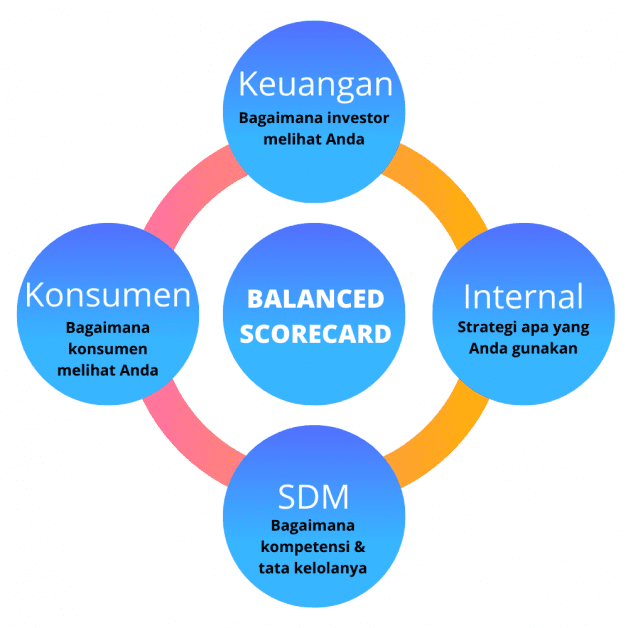 Keuangan
Bagaimana investor
melihat Anda
Konsumen
Bagaimana
konsumen
melihat Anda
BALANCED
SCORECARD
Internal
Strategi apa yang
Anda gunakan
SDM
Bagaimana
kompetensi &
tata kelolanya